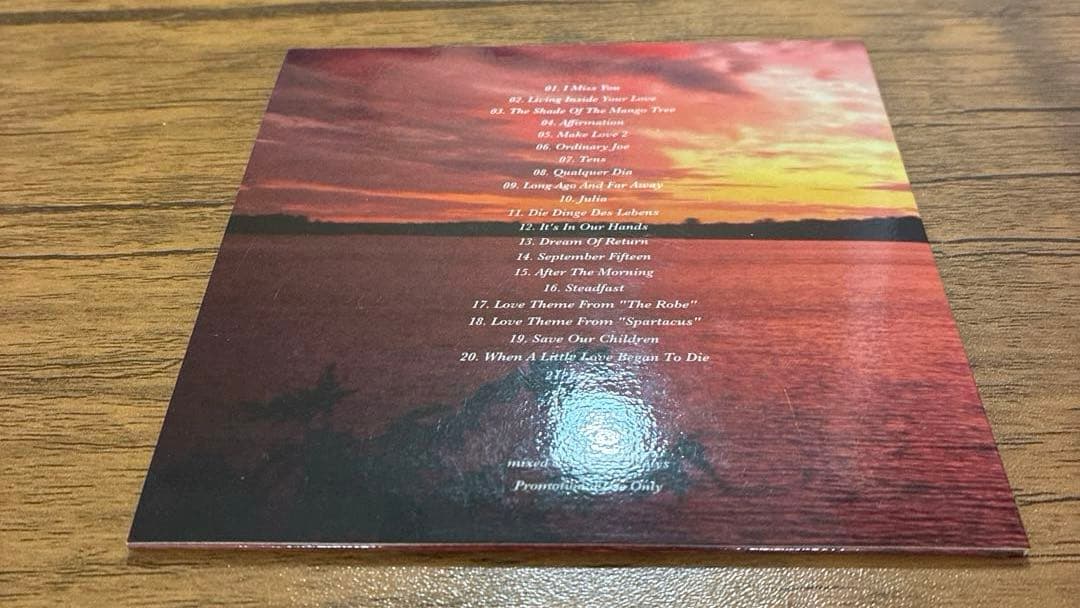 01. I Miss You
02. Living Inside Your Love
03. The Shade Of The Mango Tree
04. Affirmation
05. Make Love 2
06. Ordinary Joe
07. Tens
08. Qualquer Dia
09. Long Ago And Far Away
10. Julia
11. Die Dinge Des Lebens
12. It's In Our Hands
13. Dream Of Return
14. September Fifteen
15. After The Morning
16. Steadfast
17. Love Theme From "The Robe"
18. Love Theme From "Spartacus"
19. Save Our Children
20. When A Little Love Began To Die
mixed
Promotional Use Only